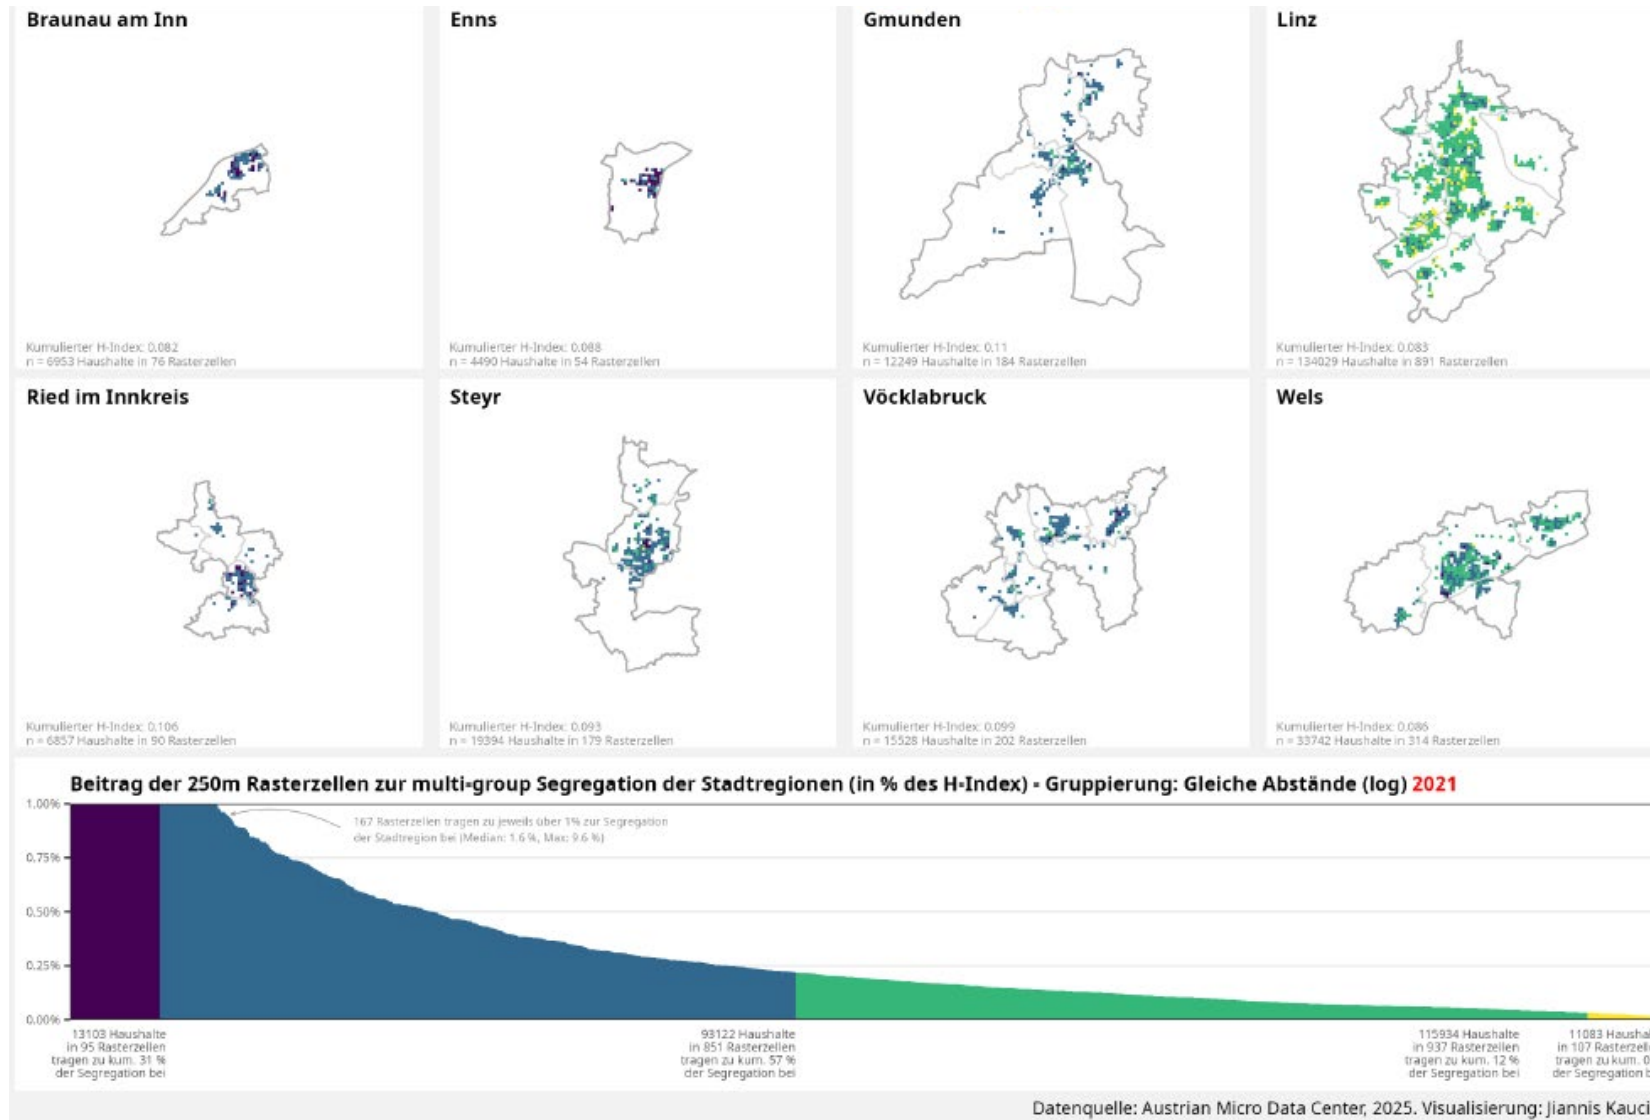 Braunau am Inn
Enns
Gmunden
Linz
Kumulierter H-Index: 0.082
n = 6953 Haushalte in 76 Rasterzellen
Kumulierter H-Index: 0.088
n = 4490 Haushalte in 54 Rasterzellen
Kumulierter H-Index: 0.11
n = 12249 Haushalte in 184 Rasterzellen
Kumulierter H-Index: 0.083
n = 134029 Haushalte in 891 Rasterzellen
Ried im Innkreis
Steyr
Vöcklabruck
Wels
Kumulierter H-Index: 0.106
n = 6857 Haushalte in 90 Rasterzellen
Kumulierter H-Index: 0.093
n = 19394 Haushalte in 179 Rasterzellen
Kumulierter H-Index: 0.099
n = 15528 Haushalte in 202 Rasterzellen
Kumulierter H-Index: 0.086
n = 33742 Haushalte in 314 Rasterzellen
Beitrag der 250m Rasterzellen zur multi-group Segregation der Stadtregionen (in % des H-Index) - Gruppierung: Gleiche Abstände (log) 2021
1.00%
167 Rasterzellen tragen zu jeweils über 1% zur Segregation
der Stadtregion bei (Median: 1.6 %, Max: 9.6 %)
0.75%
0.50%
0.25%
0.00%
13103 Haushalte
in 95 Rasterzellen
tragen zu kum. 31 %
der Segregation bei
93122 Haushalte
in 851 Rasterzellen
tragen zu kum. 57 %
der Segregation bei
115934 Haushalte
in 937 Rasterzellen
tragen zu kum. 12 %
der Segregation bei
11083 Haushal
in 107 Rasterzell
tragen zu kum. 0
der Segregation b
Datenquelle: Austrian Micro Data Center, 2025. Visualisierung: Jiannis Kauci